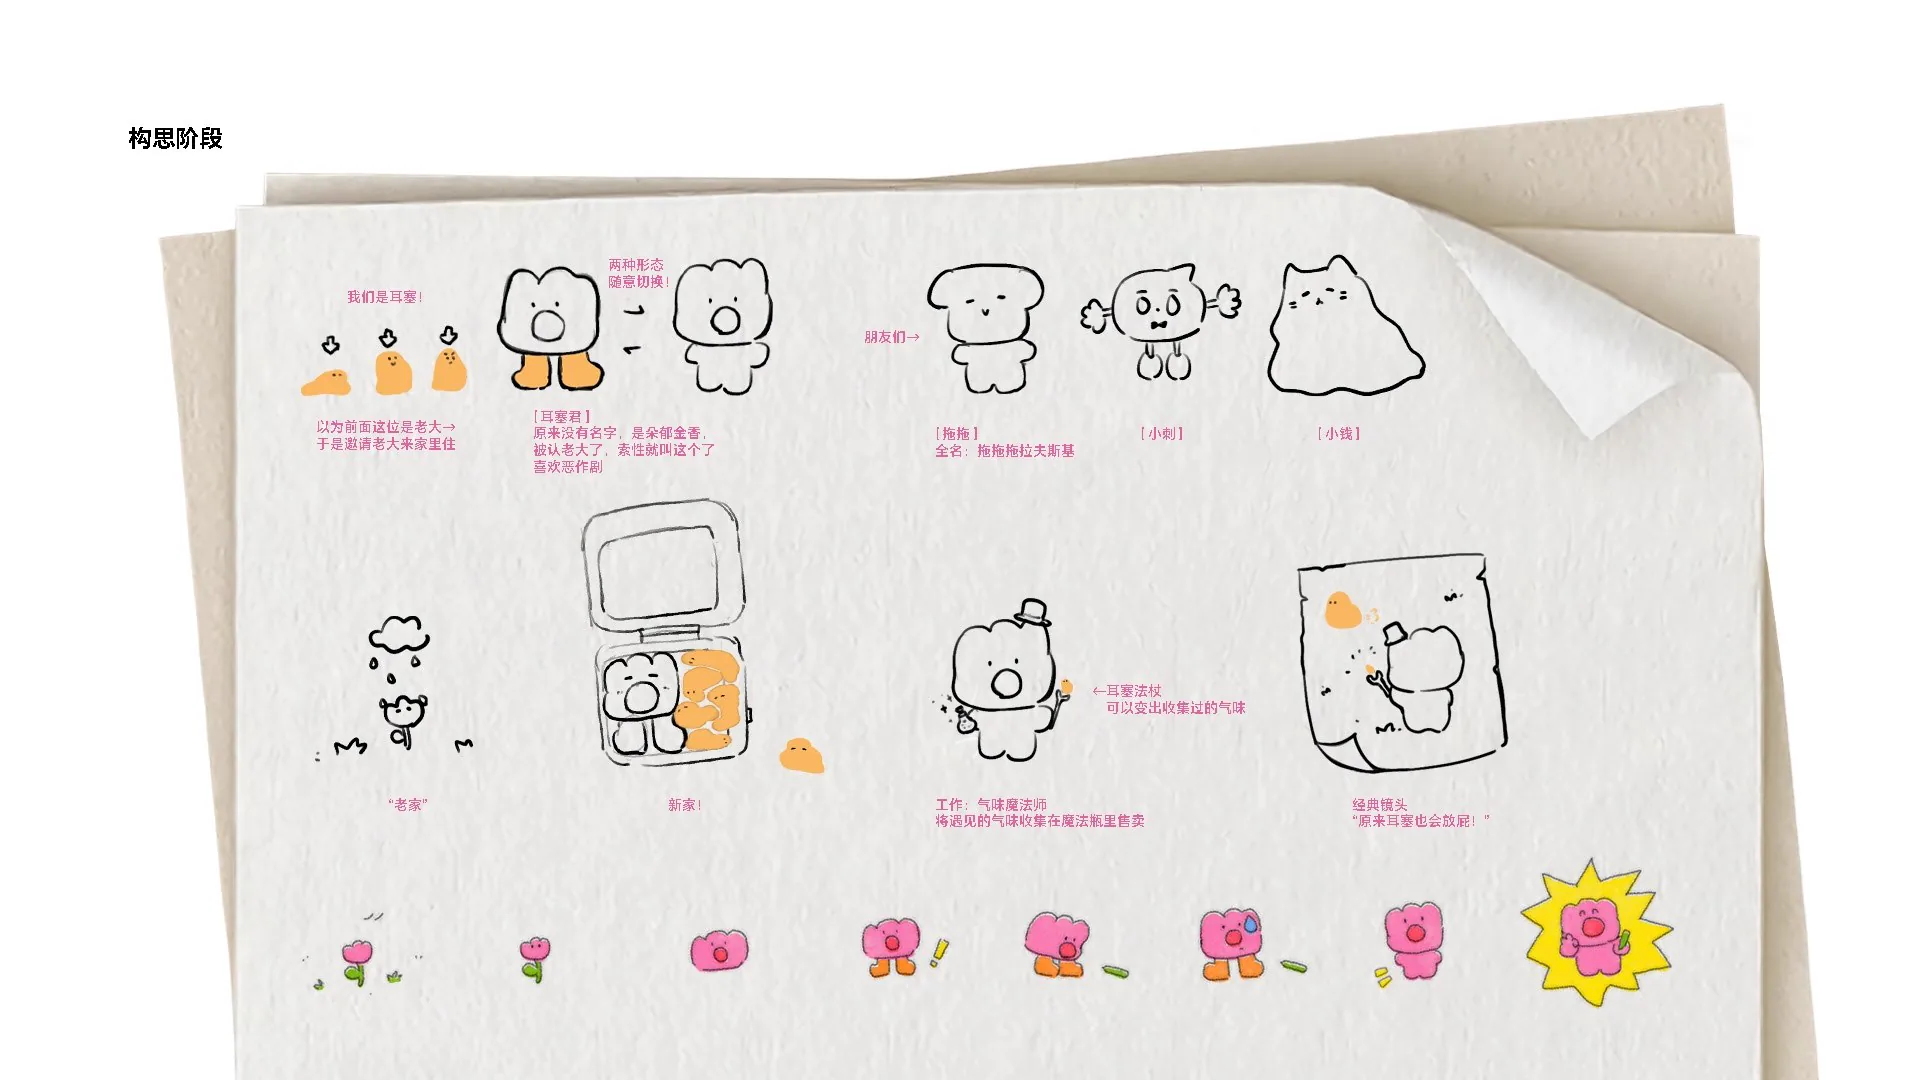 构思阶段
我们是耳塞！
两种形态
随意切换！
朋友们→
以为前面这位是老大→
于是邀请老大来家里住
［耳塞君］
原来没有名字，是朵郁金香，
被认老大了，索性就叫这个了
喜欢恶作剧
［拖拖］
全名：拖拖拖拉夫斯基
［小刺］
［小钱］
←耳塞法杖
可以变出收集过的气味
“老家”
新家！
工作：气味魔法师
将遇见的气味收集在魔法瓶里售卖
经典镜头
“原来耳塞也会放屁！”